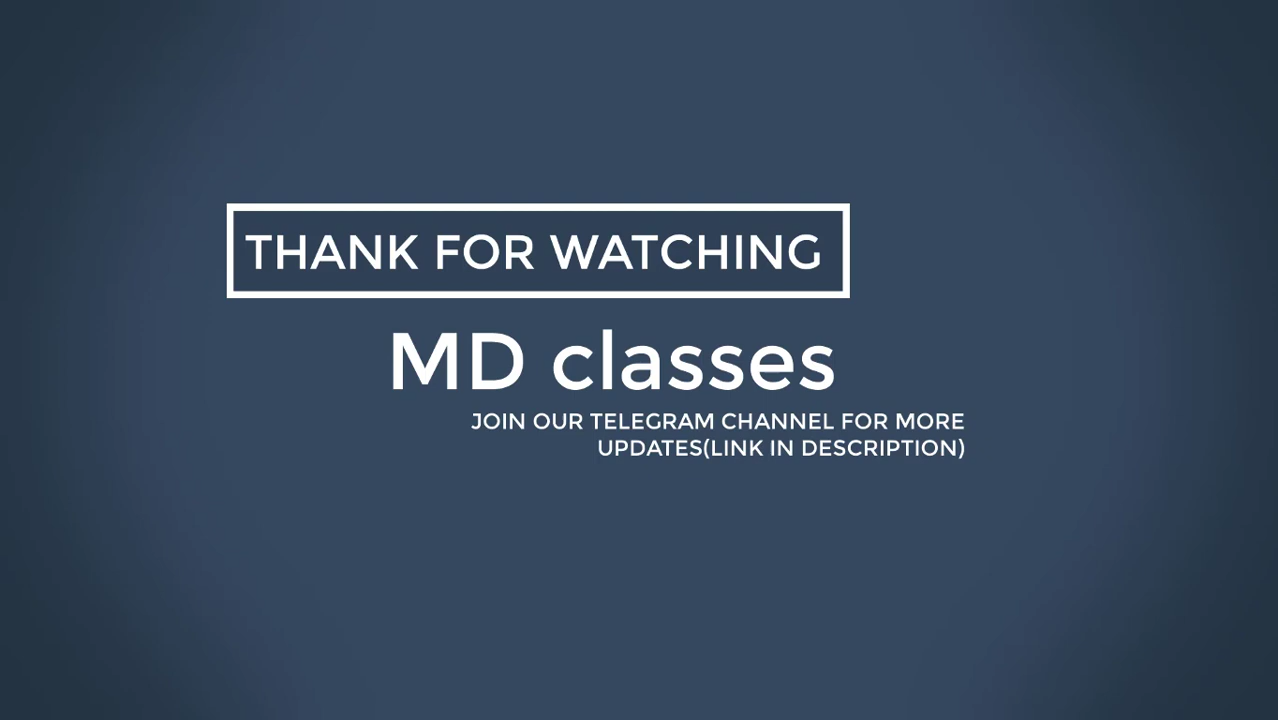 THANK FOR WATCHING
MD classes
JOIN OUR TELEGRAM CHANNEL FOR MORE
UPDATES(LINK IN DESCRIPTION)